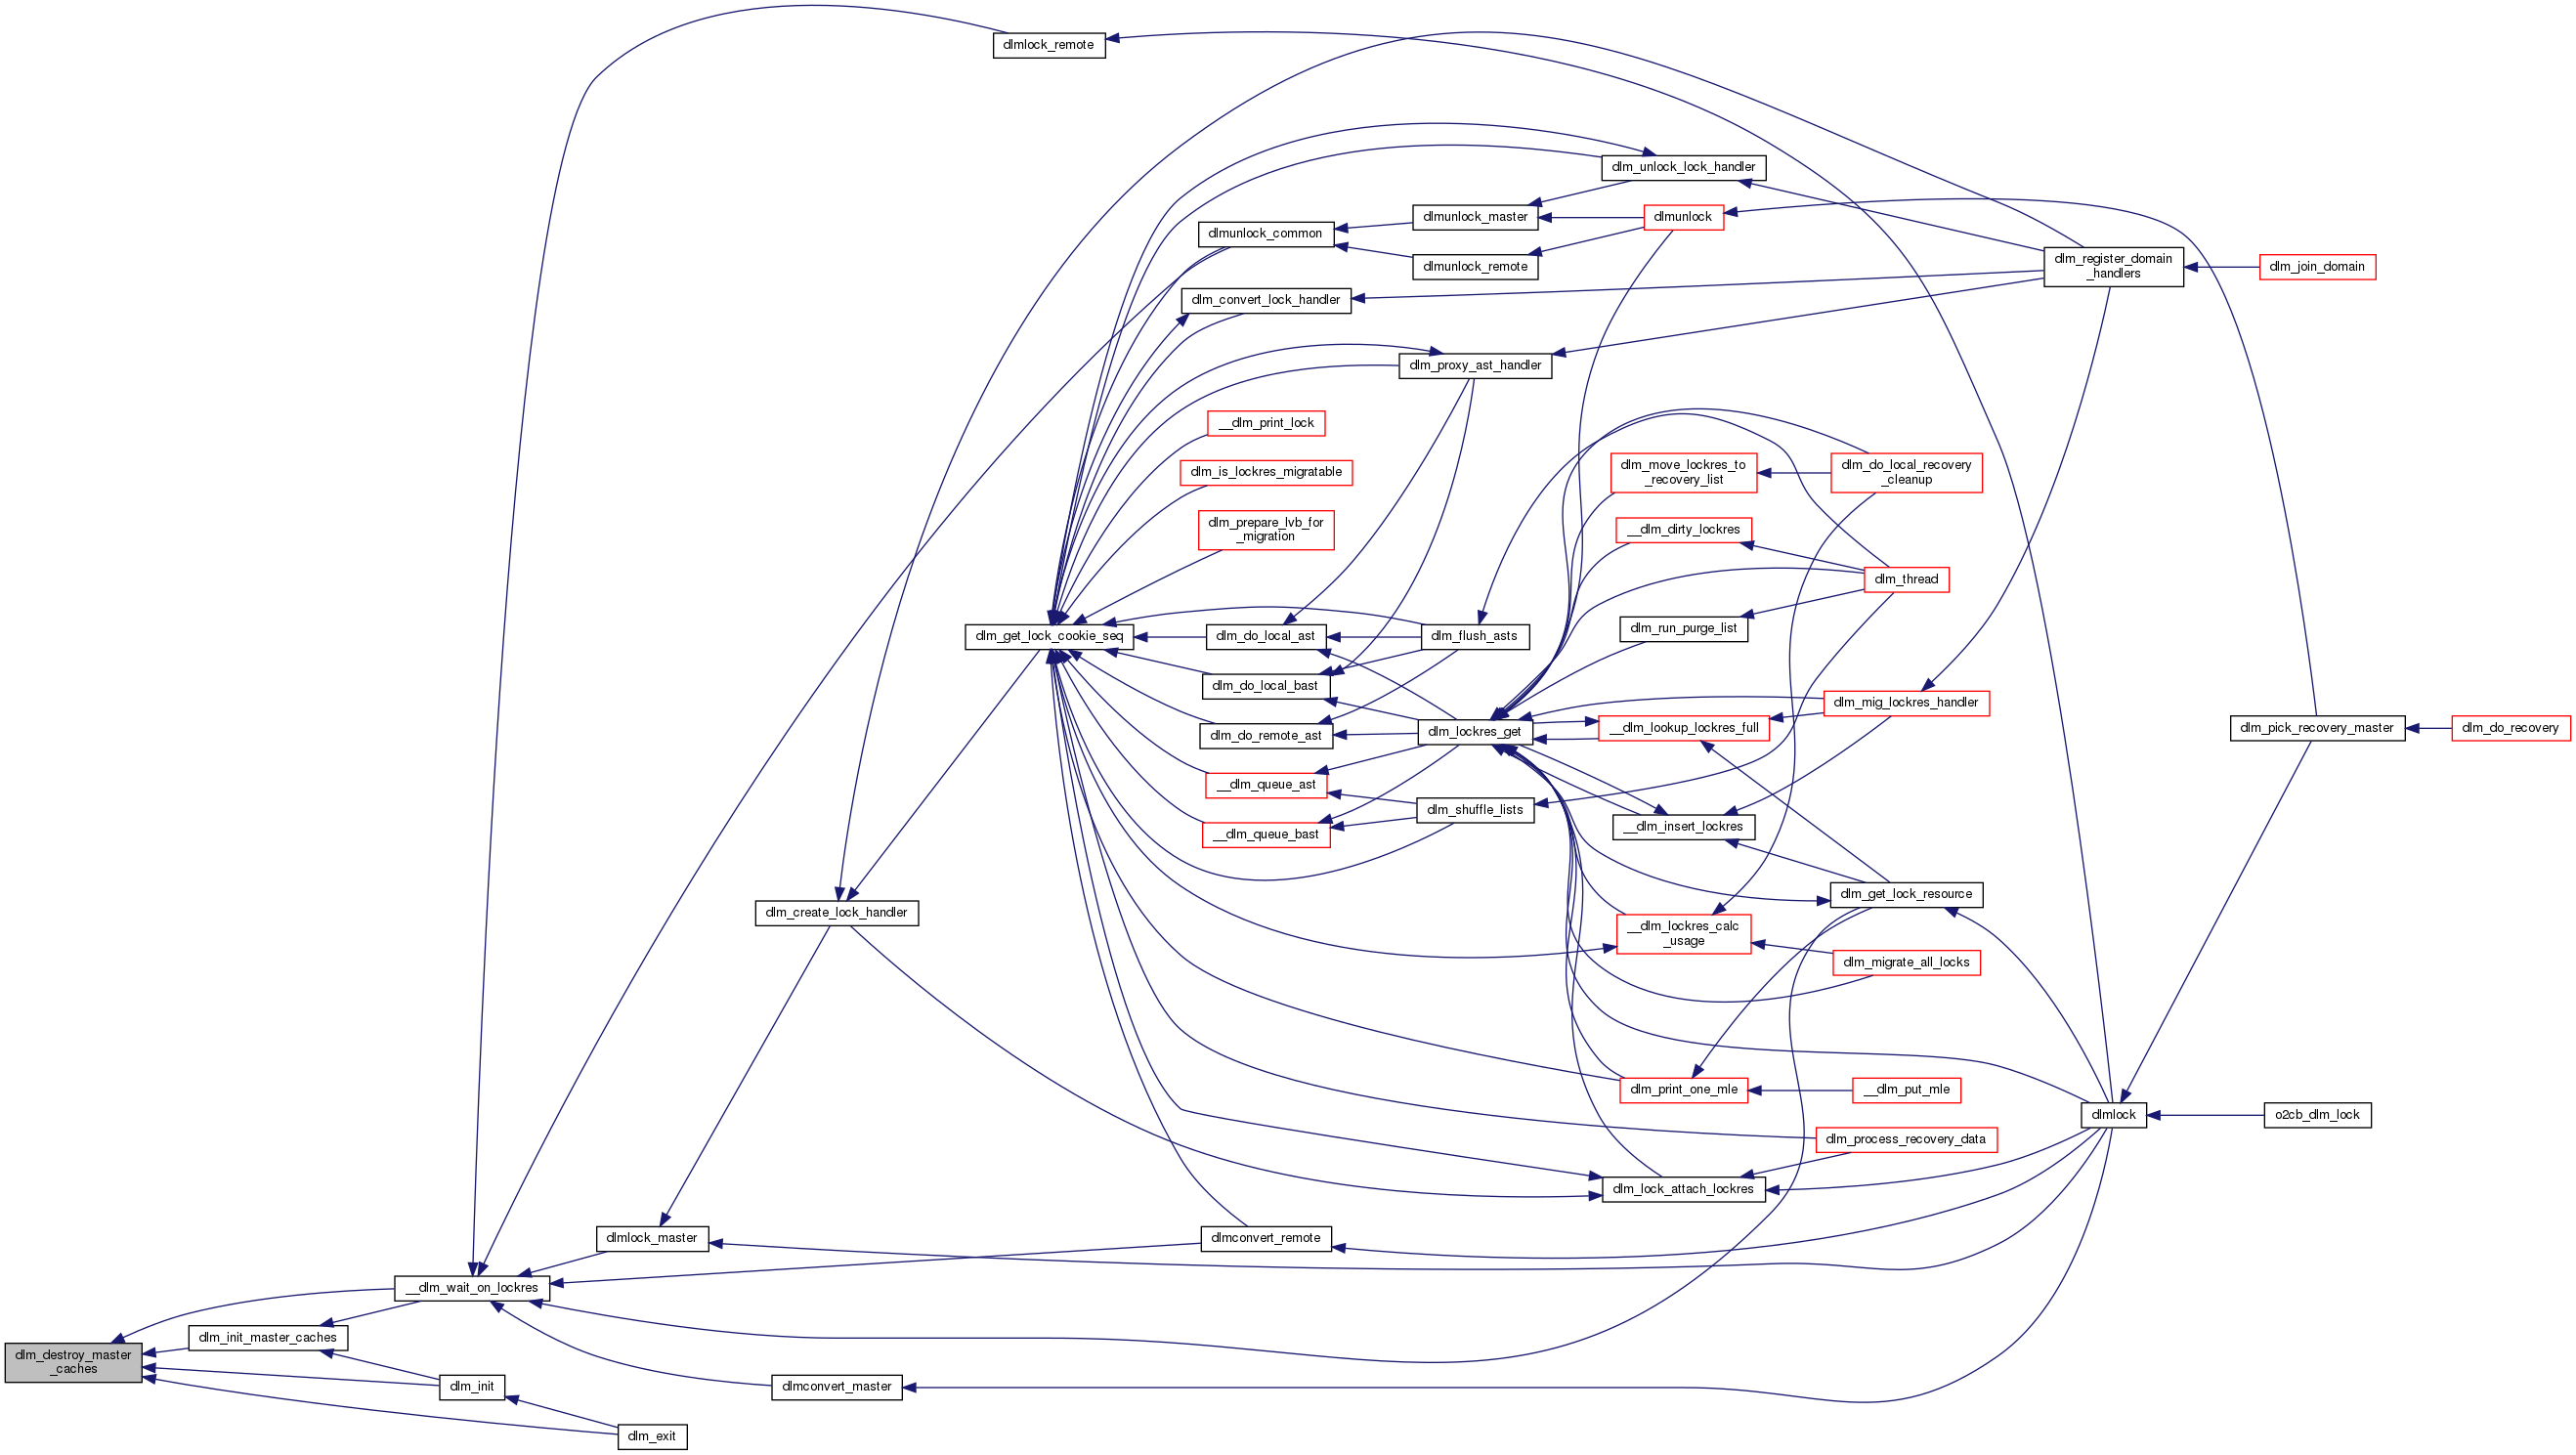 dlmlock_remote
dlm_unlock_lock_handler
dlmunlock_master
dlmunlock
dlmunlock_common
dlmunlock_remote
dlm_register_domain
_handlers
dlm_join_domain
dlm_convert_lock_handler
dlm_proxy_ast_handler
__dlm_print_lock
dlm_is_lockres_migratable
dlm_move_lockres_to
_recovery_list
dlm_do_local_recovery
_cleanup
dlm_prepare_lvb_for
_migration
__dlm_dirty_lockres
dlm_thread
dlm_get_lock_cookie_seq
dlm_do_local_ast
dlm_flush_asts
dlm_run_purge_list
dlm_do_local_bast
dlm_mig_lockres_handler
dlm_do_remote_ast
dlm_lockres_get
__dlm_lookup_lockres_full
dlm_pick_recovery_master
dlm_do_recovery
__dlm_queue_ast
dlm_shuffle_lists
__dlm_queue_bast
__dlm_insert_lockres
dlm_get_lock_resource
dlm_create_lock_handler
__dlm_lockres_calc
_usage
dlm_migrate_all_locks
dlm_print_one_mle
__dlm_put_mle
dlmlock
o2cb_dlm_lock
dlm_process_recovery_data
dlm_lock_attach_lockres
dlmlock_master
dlmconvert_remote
__dlm_wait_on_lockres
dlm_init_master_caches
dlm_destroy_master
_caches
dlm_init
dlmconvert_master
dlm_exit